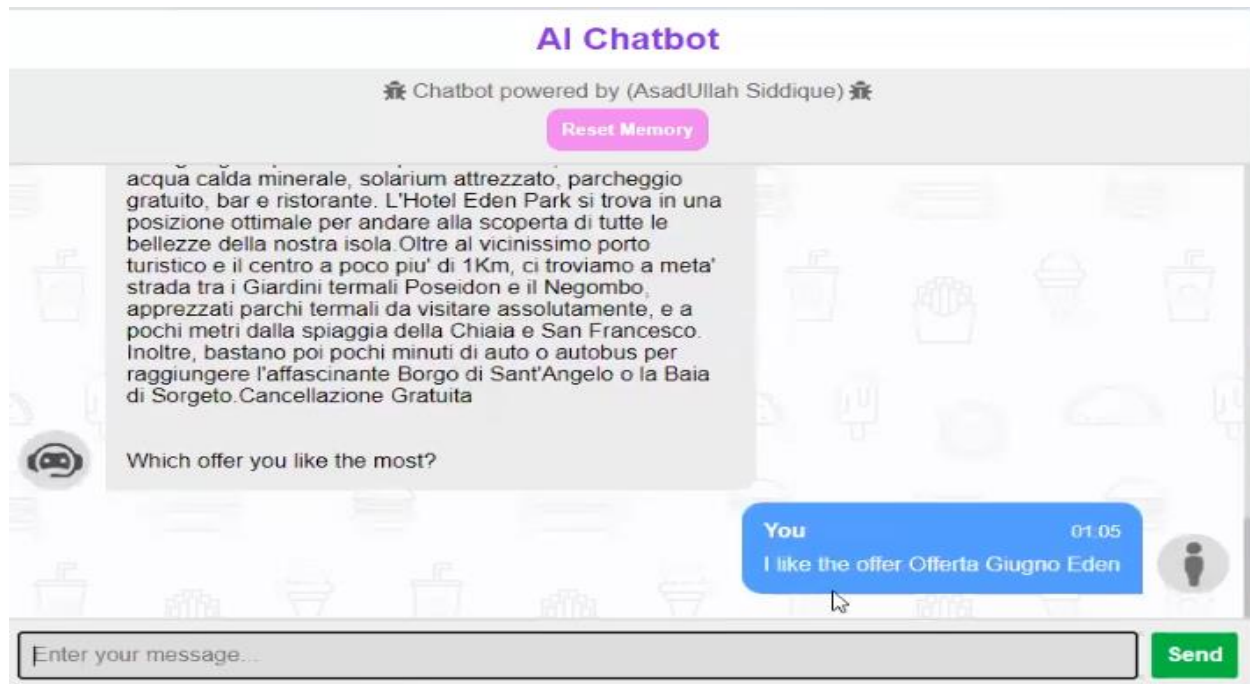 AI Chatbot
Chatbot powered by (AsadUllah Siddique)
Reset Memory
acqua calda minerale, solarium attrezzato, parcheggio
gratuito, bar e ristorante. L'Hotel Eden Park si trova in una
posizione ottimale per andare alla scoperta di tutte le
bellezze della nostra isola.Oltre al vicinissimo porto
turistico e il centro a poco piu' di 1Km, ci troviamo a meta'
strada tra i Giardini termali Poseidon e il Negombo,
apprezzati parchi termali da visitare assolutamente, e a
pochi metri dalla spiaggia della Chiaia e San Francesco.
Inoltre, bastano poi pochi minuti di auto o autobus per
raggiungere l'affascinante Borgo di Sant'Angelo o la Baia
di Sorgeto.Cancellazione Gratuita
Which offer you like the most?
You 01:05
I like the offer Offerta Giugno Eden
Enter your message...
Send